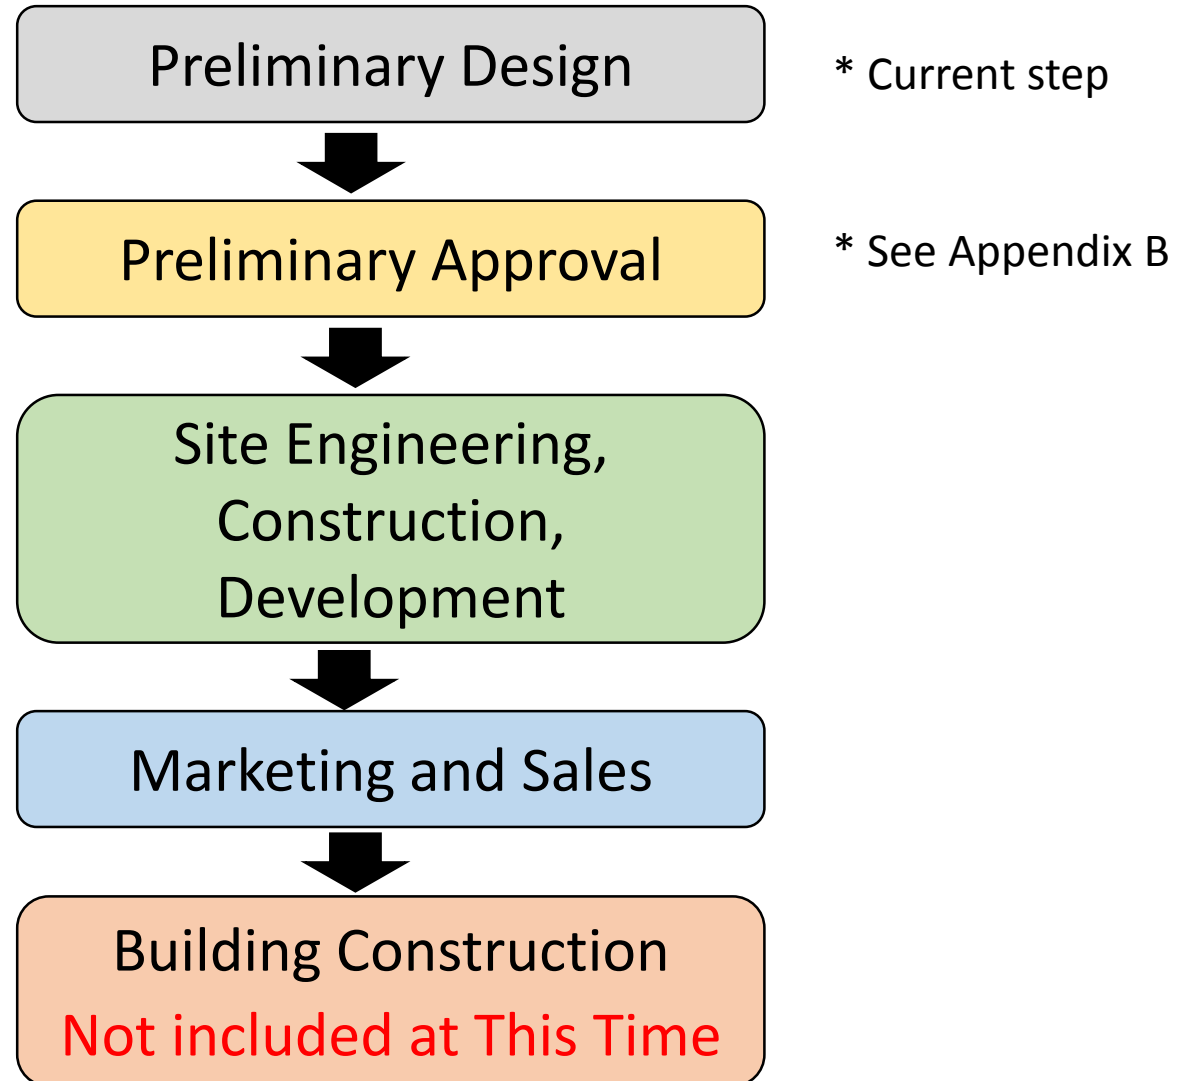 Preliminary Design
* Current step
Preliminary Approval
* See Appendix B
Site Engineering,
Construction,
Development
Marketing and Sales
Building Construction
Not included at This Time